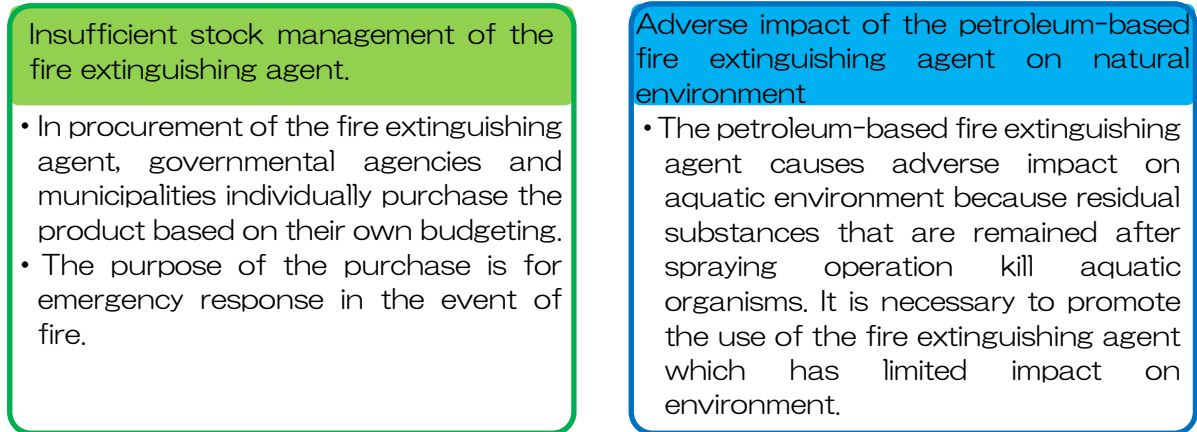 Insufficient stock management of the
fire extinguishing agent.
• In procurement of the fire extinguishing
agent, governmental agencies and
municipalities individually purchase the
product based on their own budgeting.
• The purpose of the purchase is for
emergency response in the event of
fire.
Adverse impact of the petroleum-based
fire extinguishing agent on natural
environment
• The petroleum-based fire extinguishing
agent causes adverse impact on
aquatic environment because residual
substances that are remained after
spraying operation kill aquatic
organisms. It is necessary to promote
the use of the fire extinguishing agent
which has limited impact on
environment.